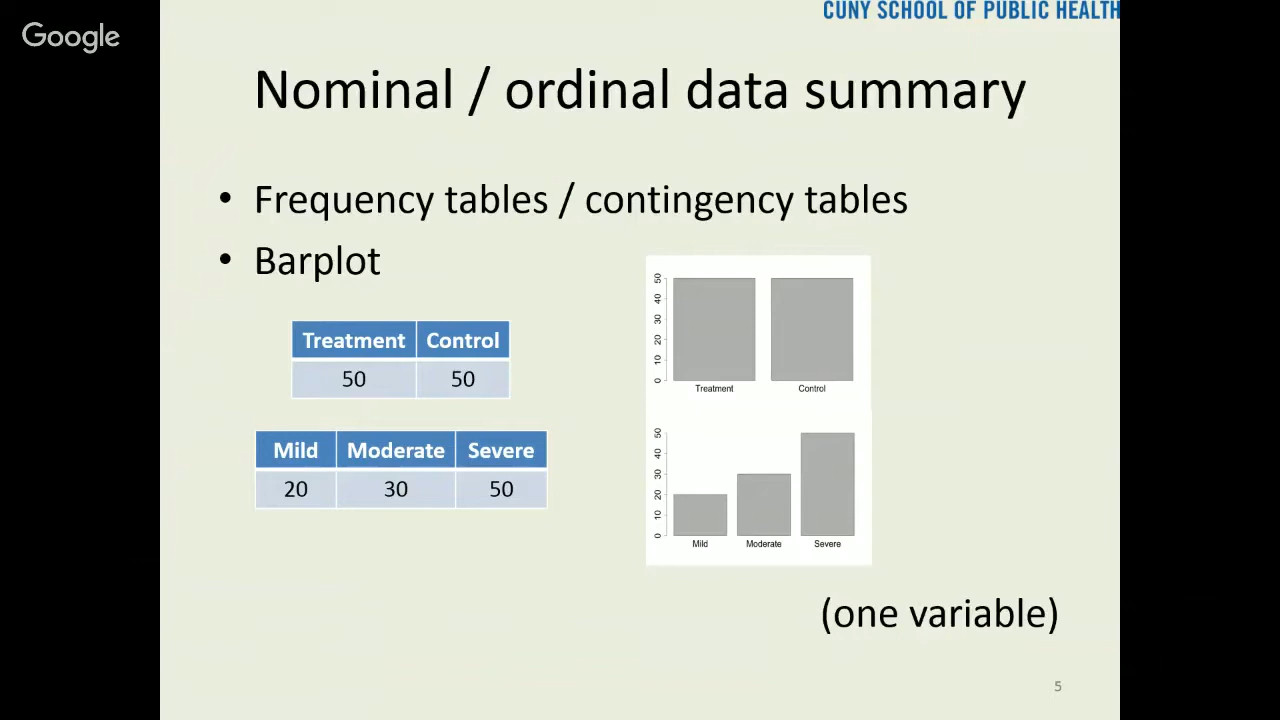 CUNY SCHOOL OF PUBLIC HEALTH
Google
Nominal / ordinal data summary
• Frequency tables / contingency tables
• Barplot
Treatment Control
50 50
Mild Moderate Severe
20 30 50
50
40
30
20
10
0
Treatment Control
50
40
30
20
10
0
Mild Moderate Severe
(one variable)
5